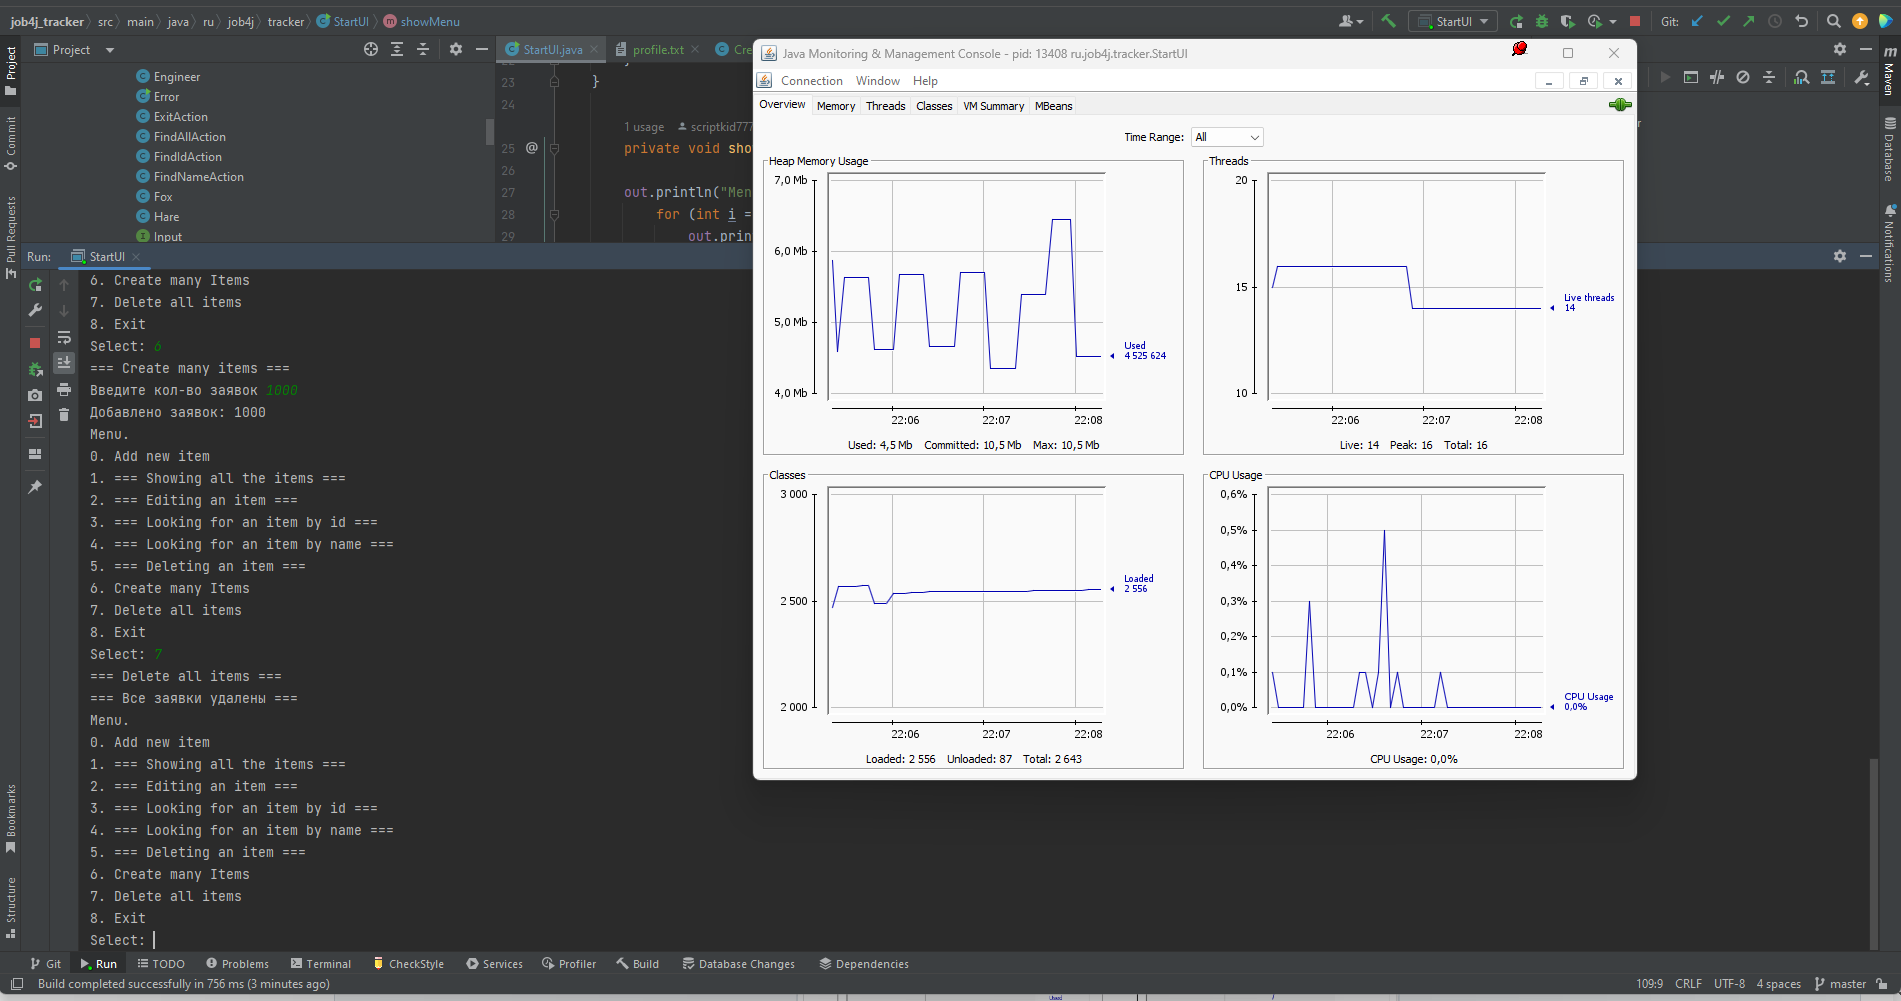 job4j_tracker src main java ru job4j tracker StartUI showMenu
StartUI
Git:
Project
StartUI.java
profile.txt
Project
Commit
Pull Requests
Bookmarks
Structure
Engineer
Error
ExitAction
FindAllAction
FindIdAction
FindNameAction
Fox
Hare
Input
23 }
24
1 usage scriptkid777
25 @ private void sho
26
27 out.println("Men
28 for (int i =
29 out.prin
Maven
Database
Notifications
Run: StartUI
6. Create many Items
7. Delete all items
8. Exit
Select: 6
=== Create many items ===
Введите кол-во заявок 1000
Добавлено заявок: 1000
Menu.
0. Add new item
1. === Showing all the items ===
2. === Editing an item ===
3. === Looking for an item by id ===
4. === Looking for an item by name ===
5. === Deleting an item ===
6. Create many Items
7. Delete all items
8. Exit
Select: 7
=== Delete all items ===
=== Все заявки удалены ===
Menu.
0. Add new item
1. === Showing all the items ===
2. === Editing an item ===
3. === Looking for an item by id ===
4. === Looking for an item by name ===
5. === Deleting an item ===
6. Create many Items
7. Delete all items
8. Exit
Select:
Java Monitoring & Management Console - pid: 13408 ru.job4j.tracker.StartUI
Connection Window Help
Overview Memory Threads Classes VM Summary MBeans
Time Range: All
Heap Memory Usage
7,0 Mb
6,0 Mb
5,0 Mb
4,0 Mb
Used
4 525 624
22:06 22:07 22:08
Used: 4,5 Mb Committed: 10,5 Mb Max: 10,5 Mb
Threads
20
15
10
Live threads
14
22:06 22:07 22:08
Live: 14 Peak: 16 Total: 16
Classes
3 000
2 500
2 000
Loaded
2 556
22:06 22:07 22:08
Loaded: 2 556 Unloaded: 87 Total: 2 643
CPU Usage
0,6%
0,5%
0,4%
0,3%
0,2%
0,1%
0,0%
CPU Usage
0,0%
22:06 22:07 22:08
CPU Usage: 0,0%
Git Run TODO Problems Terminal CheckStyle Services Profiler Build Database Changes Dependencies
Build completed successfully in 756 ms (3 minutes ago)
109:9 CRLF UTF-8 4 spaces master